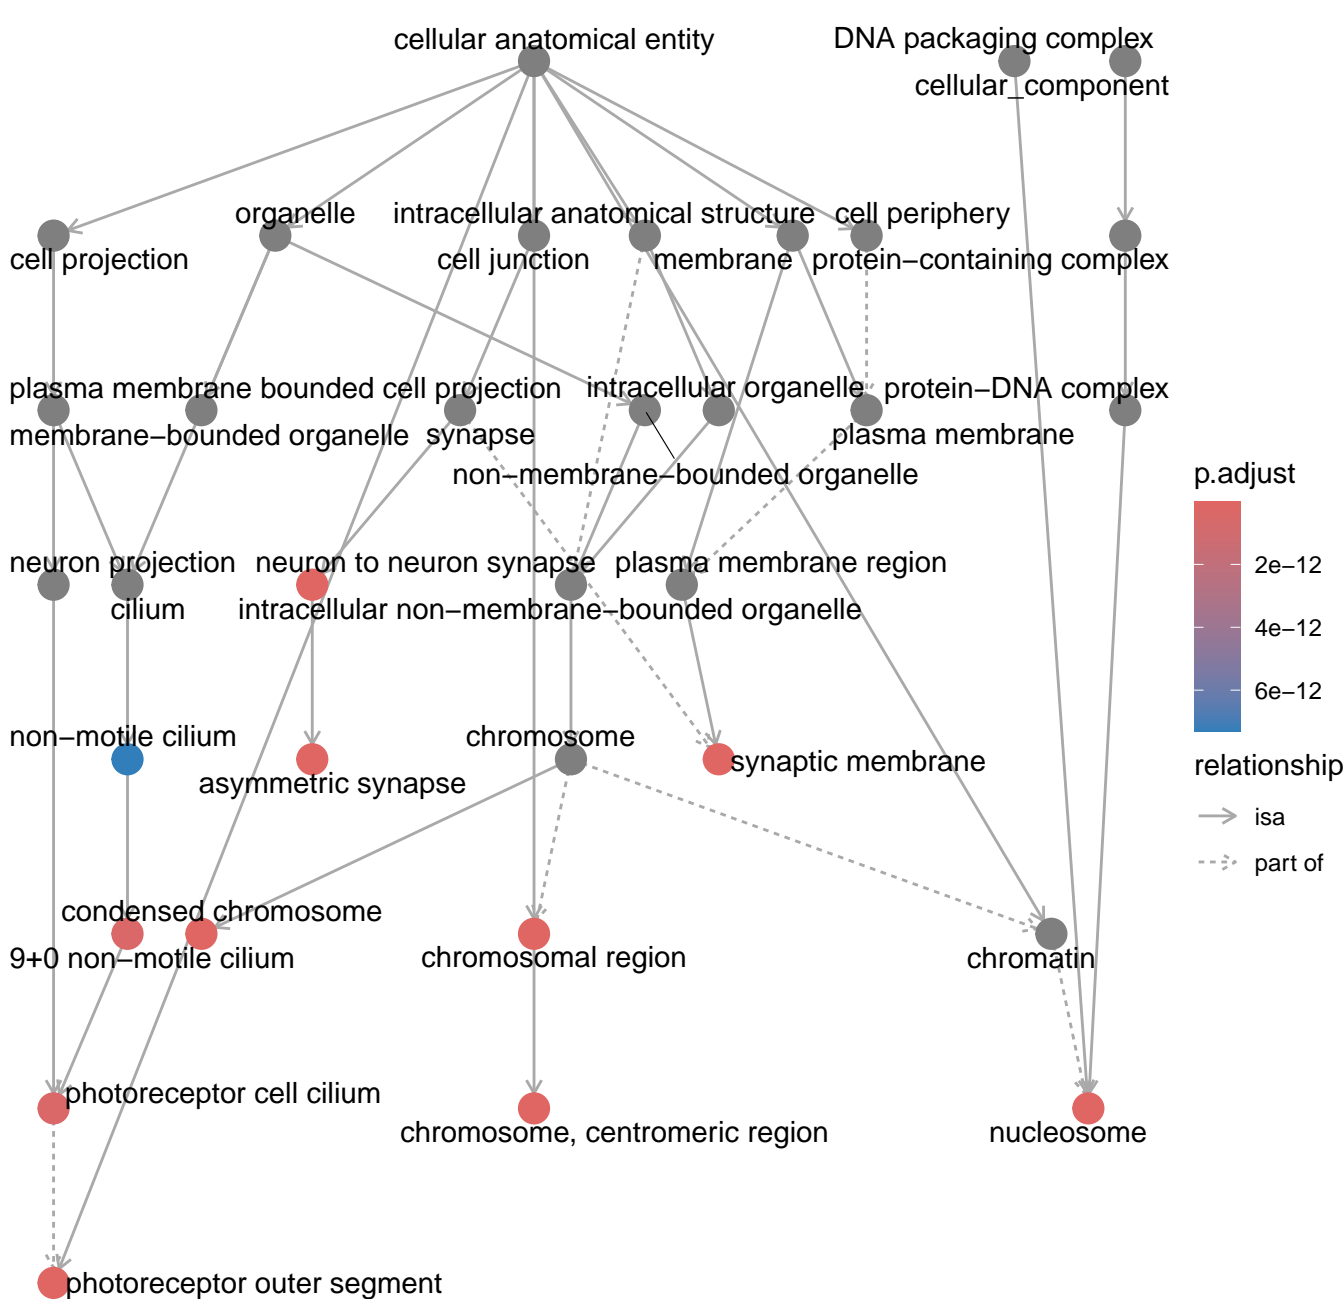 cellular anatomical entity
DNA packaging complex
cellular_component
organelle
intracellular anatomical structure
cell periphery
cell projection
cell junction
membrane
protein−containing complex
plasma membrane bounded cell projection
intracellular organelle
protein−DNA complex
membrane−bounded organelle
synapse
plasma membrane
non−membrane−bounded organelle
neuron projection
neuron to neuron synapse
plasma membrane region
cilium
intracellular non−membrane−bounded organelle
non−motile cilium
chromosome
synaptic membrane
asymmetric synapse
condensed chromosome
9+0 non−motile cilium
chromosomal region
chromatin
photoreceptor cell cilium
chromosome, centromeric region
nucleosome
photoreceptor outer segment
p.adjust
2e−12
4e−12
6e−12
relationship
isa
part of